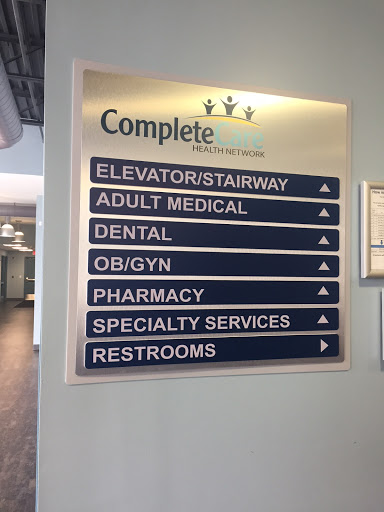 CompleteCare
HEALTH NETWORK
ELEVATOR/STAIRWAY
ADULT MEDICAL
DENTAL
OB/GYN
PHARMACY
SPECIALTY SERVICES
RESTROOMS